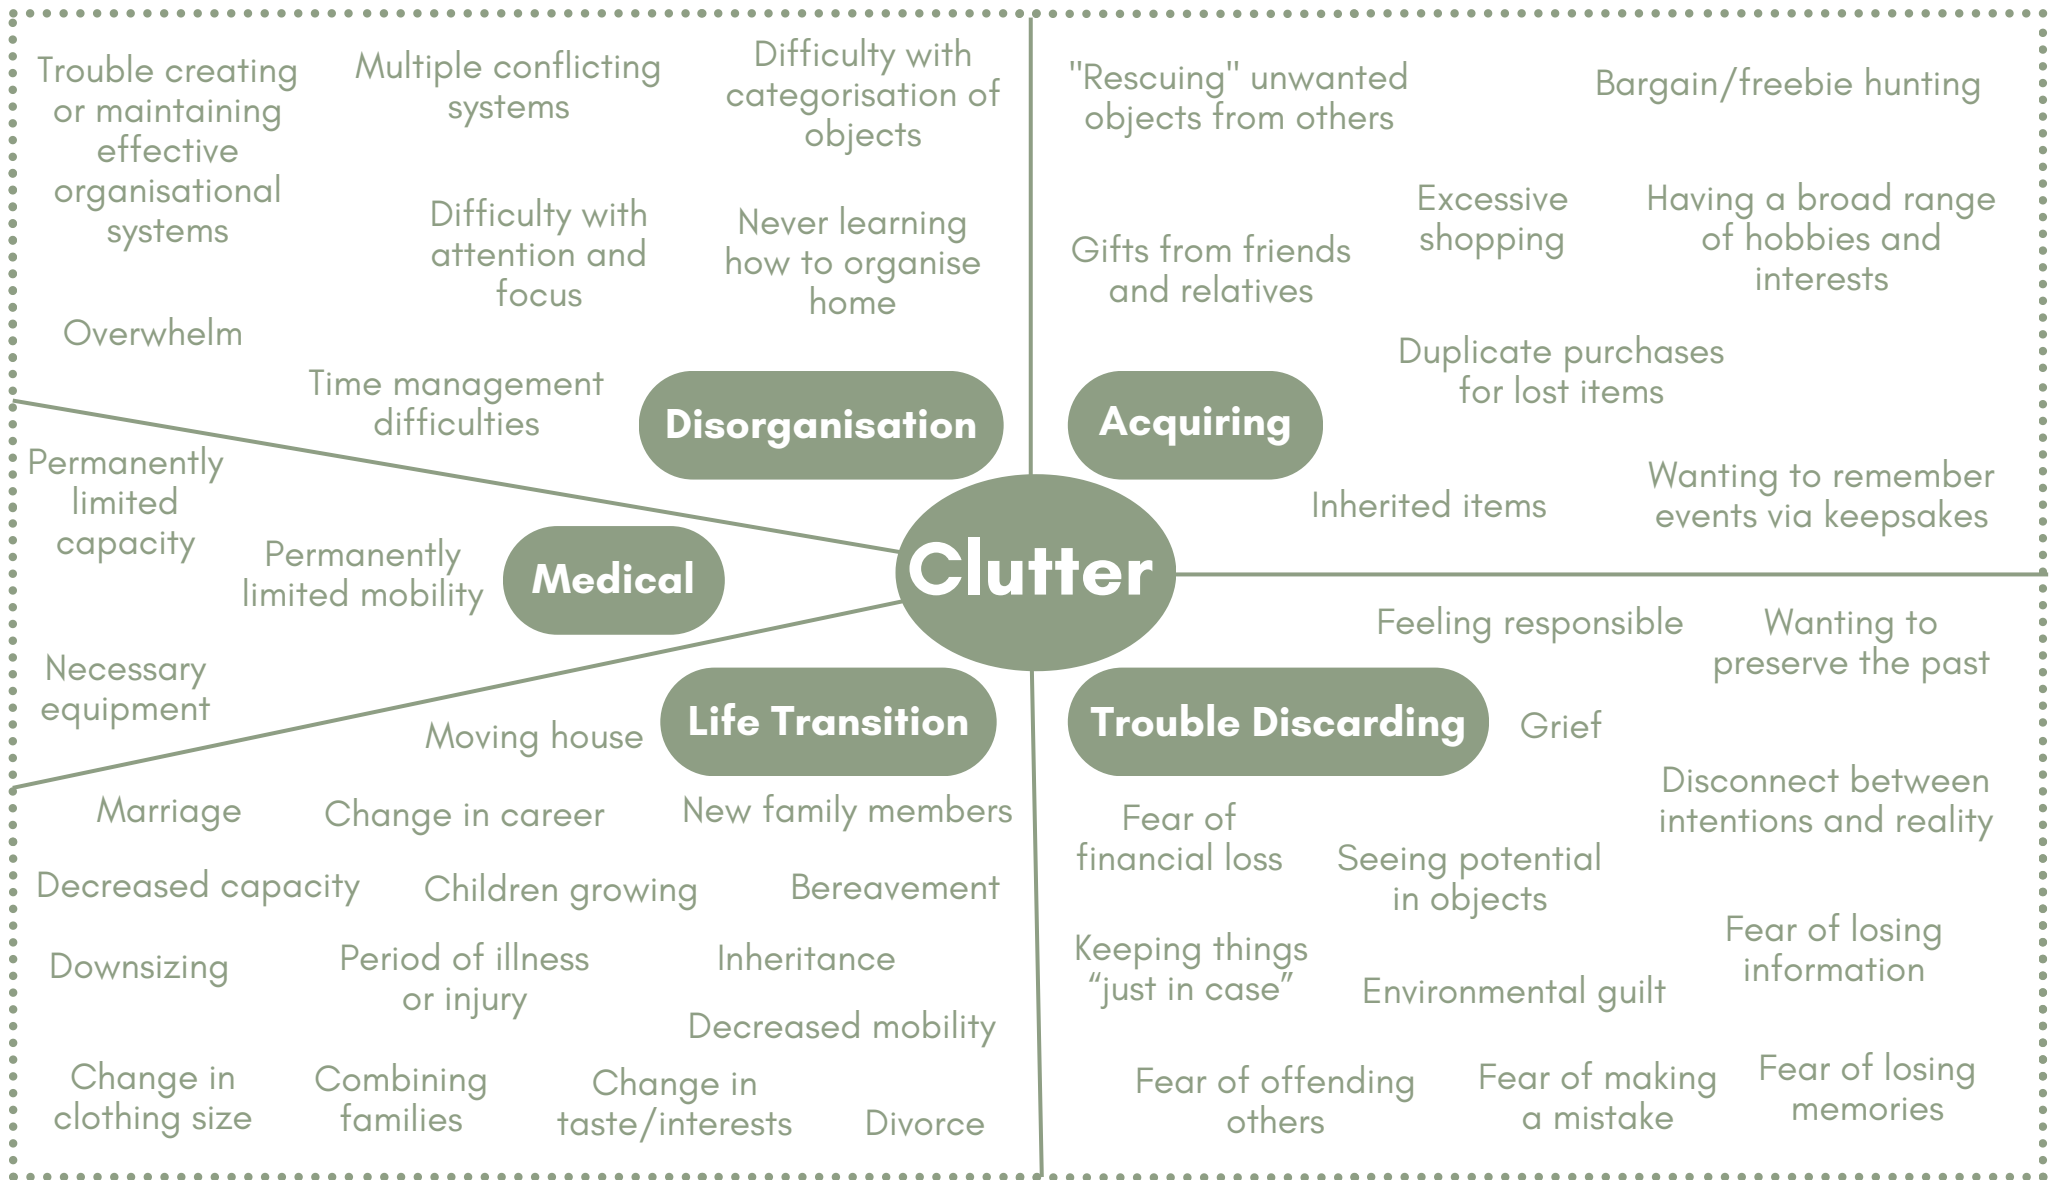 Trouble creating
or maintaining
effective
organisational
systems
Multiple conflicting
systems
Difficulty with
categorisation of
objects
Difficulty with
attention and
focus
Never learning
how to organise
home
Overwhelm
Time management
difficulties
Disorganisation
"Rescuing" unwanted
objects from others
Bargain/freebie hunting
Gifts from friends
and relatives
Excessive
shopping
Having a broad range
of hobbies and
interests
Duplicate purchases
for lost items
Acquiring
Inherited items
Wanting to remember
events via keepsakes
Clutter
Permanently
limited
capacity
Permanently
limited mobility
Medical
Necessary
equipment
Life Transition
Moving house
Marriage
Change in career
New family members
Decreased capacity
Children growing
Bereavement
Downsizing
Period of illness
or injury
Inheritance
Decreased mobility
Change in
clothing size
Combining
families
Change in
taste/interests
Divorce
Feeling responsible
Wanting to
preserve the past
Trouble Discarding
Grief
Disconnect between
intentions and reality
Fear of
financial loss
Seeing potential
in objects
Fear of losing
information
Keeping things
“just in case”
Environmental guilt
Fear of offending
others
Fear of making
a mistake
Fear of losing
memories